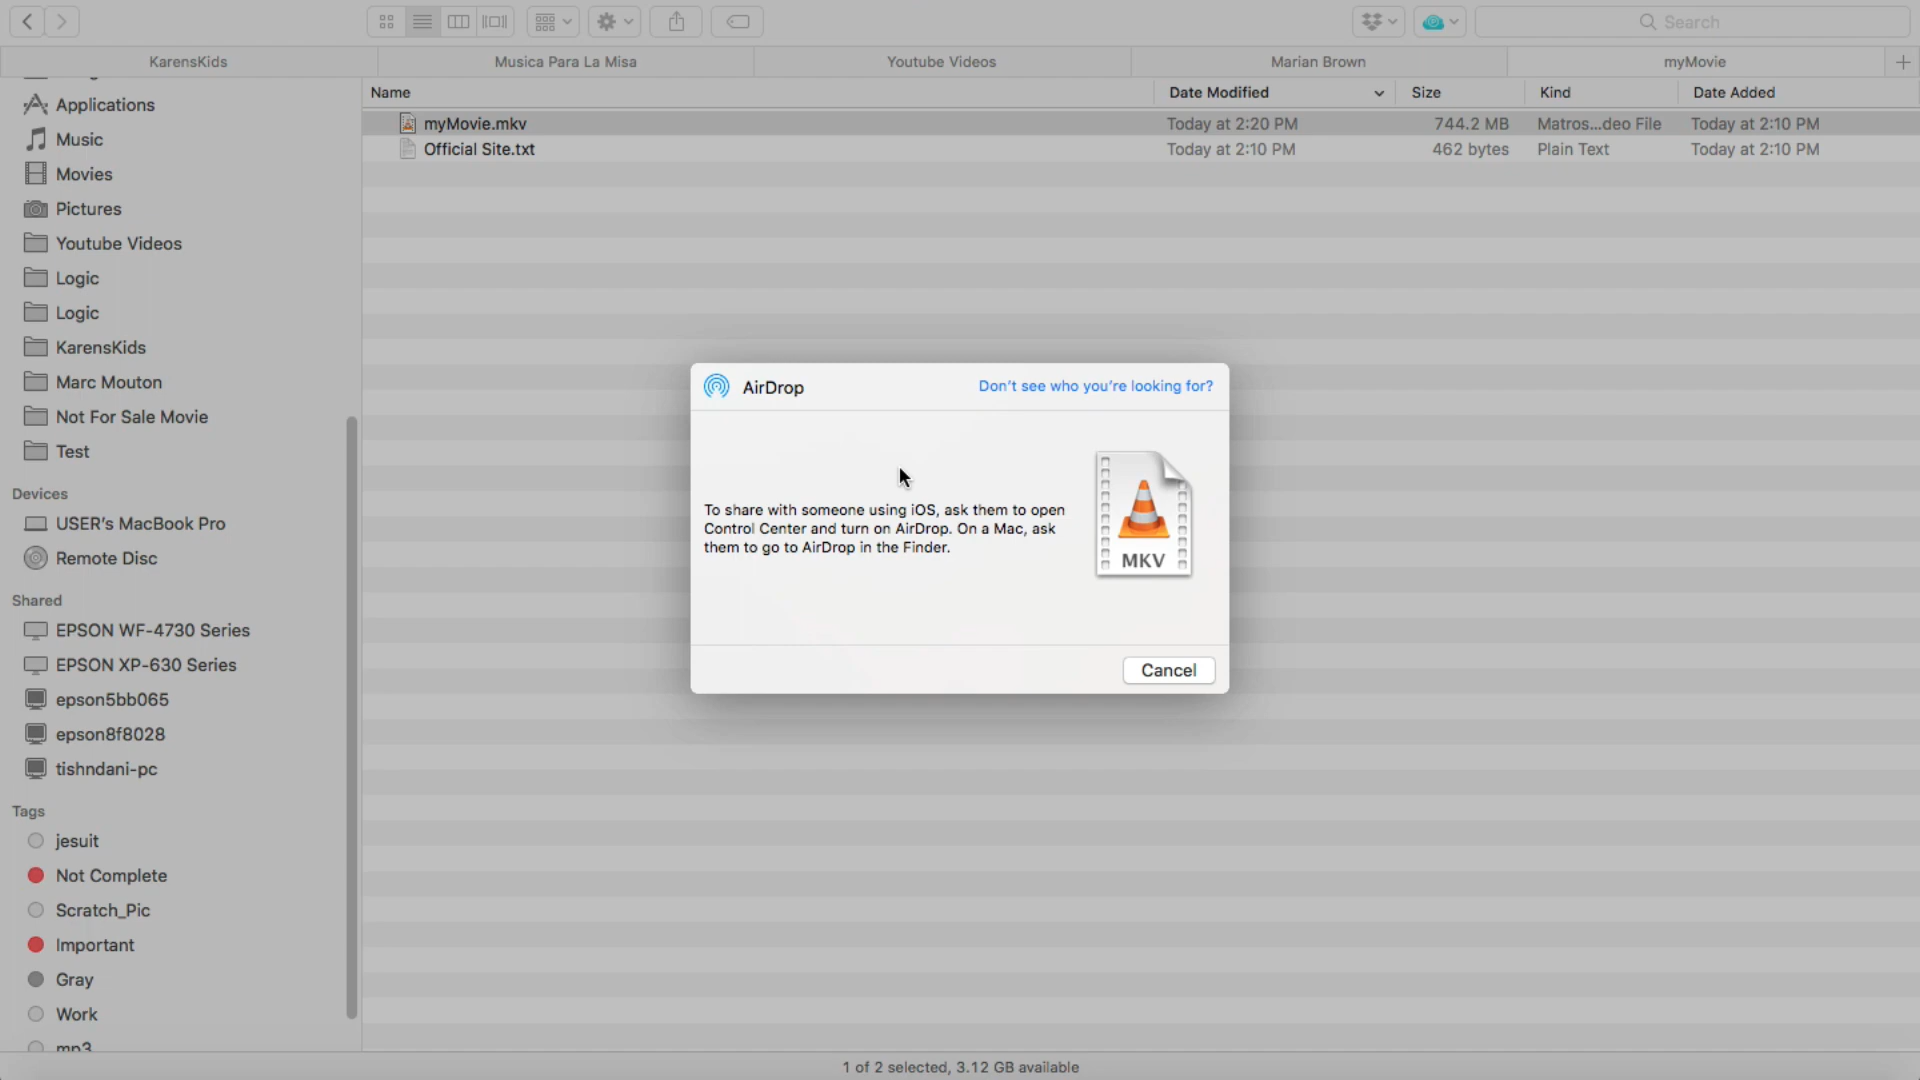 Search
KarensKids
Musica Para La Misa
Youtube Videos
Marian Brown
myMovie
Name
Date Modified
Size
Kind
Date Added
myMovie.mkv
Today at 2:20 PM
744.2 MB
Matros...deo File
Today at 2:10 PM
Official Site.txt
Today at 2:10 PM
462 bytes
Plain Text
Today at 2:10 PM
Applications
Music
Movies
Pictures
Youtube Videos
Logic
Logic
KarensKids
Marc Mouton
Not For Sale Movie
Test
Devices
USER's MacBook Pro
Remote Disc
Shared
EPSON WF-4730 Series
EPSON XP-630 Series
epson5bb065
epson8f8028
tishndani-pc
Tags
jesuit
Not Complete
Scratch_Pic
Important
Gray
Work
mp3
AirDrop
Don't see who you're looking for?
To share with someone using iOS, ask them to open
Control Center and turn on AirDrop. On a Mac, ask
them to go to AirDrop in the Finder.
MKV
Cancel
1 of 2 selected, 3.12 GB available